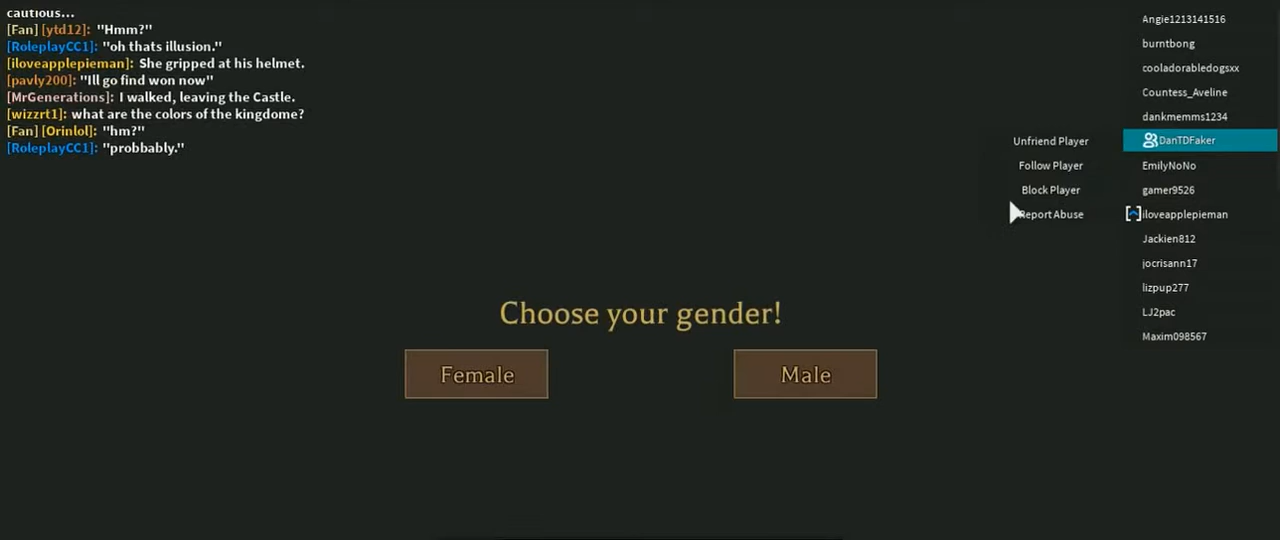 cautious...
[Fan] [ytd12]: "Hmm?"
[RoleplayCC1]: "oh thats illusion."
[iloveapplepieman]: She gripped at his helmet.
[pavly200]: "Ill go find won now"
[MrGenerations]: I walked, leaving the Castle.
[wizzrt1]: what are the colors of the kingdome?
[Fan] [Orinlol]: "hm?"
[RoleplayCC1]: "probbably."
Angie1213141516
burntbong
cooladorabledogsxx
Countess_Aveline
dankmemms1234
DanTDFaker
EmilyNoNo
gamer9526
iloveapplepieman
Jackien812
jocrisann17
lizpup277
LJ2pac
Maxim098567
Unfriend Player
Follow Player
Block Player
Report Abuse
Choose your gender!
Female
Male